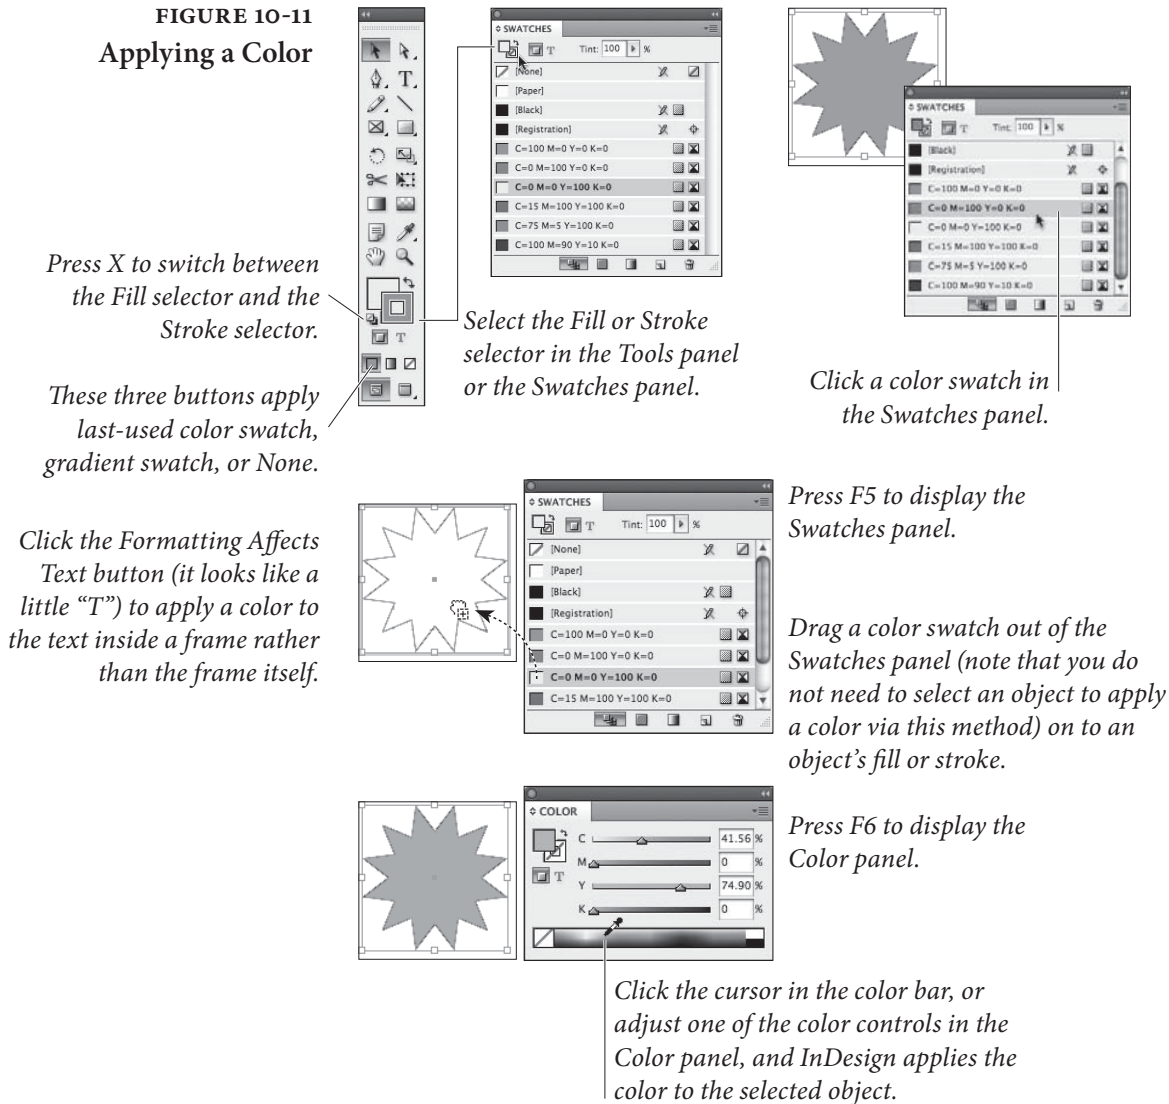 FIGURE 10-11
Applying a Color
SWATCHES
T Tint: 100 %
[None]
[Paper]
[Black]
[Registration]
C=100 M=0 Y=0 K=0
C=0 M=100 Y=0 K=0
C=0 M=0 Y=100 K=0
C=15 M=100 Y=100 K=0
C=75 M=5 Y=100 K=0
C=100 M=90 Y=10 K=0
SWATCHES
T Tint: 100 %
[Black]
[Registration]
C=100 M=0 Y=0 K=0
C=0 M=100 Y=0 K=0
C=0 M=0 Y=100 K=0
C=15 M=100 Y=100 K=0
C=75 M=5 Y=100 K=0
C=100 M=90 Y=10 K=0
T
T
Press X to switch between
the Fill selector and the
Stroke selector.
These three buttons apply
last-used color swatch,
gradient swatch, or None.
Select the Fill or Stroke
selector in the Tools panel
or the Swatches panel.
Click a color swatch in
the Swatches panel.
Click the Formatting Affects
Text button (it looks like a
little “T”) to apply a color to
the text inside a frame rather
than the frame itself.
SWATCHES
T Tint: 100 %
[None]
[Paper]
[Black]
[Registration]
C=100 M=0 Y=0 K=0
C=0 M=100 Y=0 K=0
C=0 M=0 Y=100 K=0
C=15 M=100 Y=100 K=0
Press F5 to display the
Swatches panel.
Drag a color swatch out of the
Swatches panel (note that you do
not need to select an object to apply
a color via this method) on to an
object’s fill or stroke.
COLOR
C 41.56 %
M 0 %
T
Y 74.90 %
K 0 %
Press F6 to display the
Color panel.
Click the cursor in the color bar, or
adjust one of the color controls in the
Color panel, and InDesign applies the
color to the selected object.